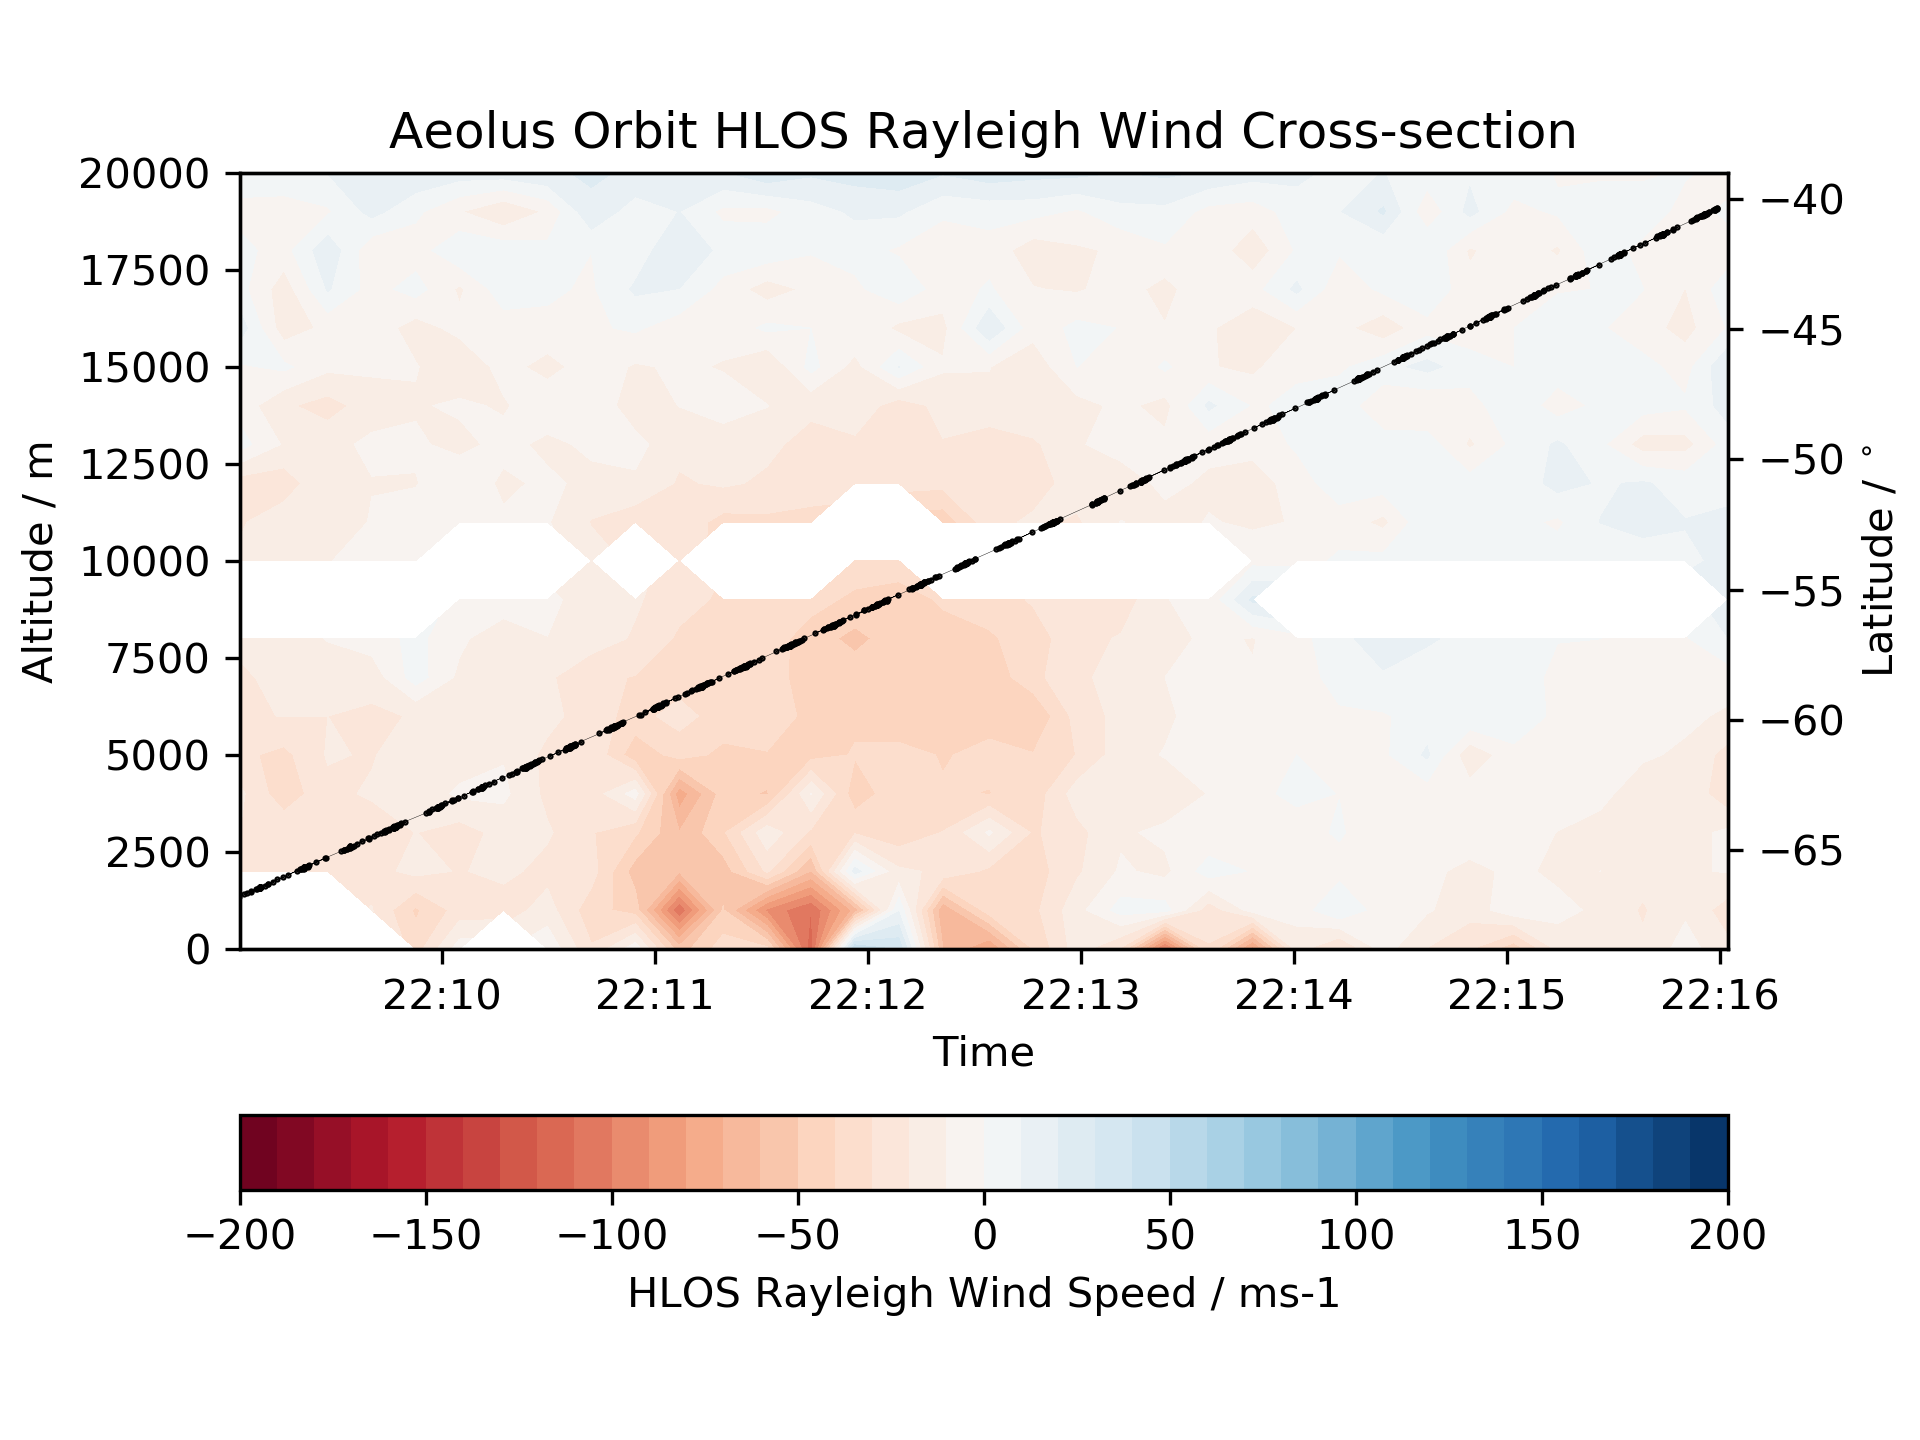 Aeolus Orbit HLOS Rayleigh Wind Cross-section
20000
17500
15000
12500
10000
7500
5000
2500
0
Altitude / m
−40
−45
−50
−55
−60
−65
Latitude / °
22:10 22:11 22:12 22:13 22:14 22:15 22:16
Time
−200 −150 −100 −50 0 50 100 150 200
HLOS Rayleigh Wind Speed / ms-1